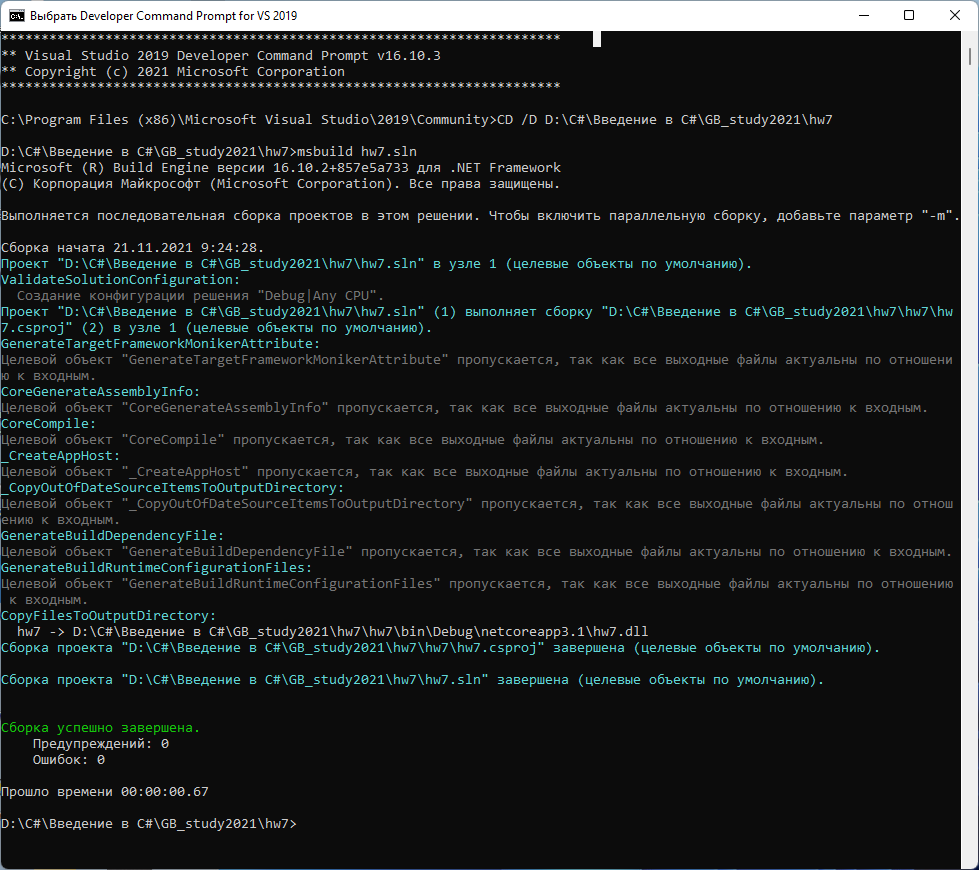 Выбрать Developer Command Prompt for VS 2019
**********************************************************************
** Visual Studio 2019 Developer Command Prompt v16.10.3
** Copyright (c) 2021 Microsoft Corporation
**********************************************************************
C:\Program Files (x86)\Microsoft Visual Studio\2019\Community>CD /D D:\C#\Введение в C#\GB_study2021\hw7
D:\C#\Введение в C#\GB_study2021\hw7>msbuild hw7.sln
Microsoft (R) Build Engine версии 16.10.2+857e5a733 для .NET Framework
(C) Корпорация Майкрософт (Microsoft Corporation). Все права защищены.
Выполняется последовательная сборка проектов в этом решении. Чтобы включить параллельную сборку, добавьте параметр "-m".
Сборка начата 21.11.2021 9:24:28.
Проект "D:\C#\Введение в C#\GB_study2021\hw7\hw7.sln" в узле 1 (целевые объекты по умолчанию).
ValidateSolutionConfiguration:
  Создание конфигурации решения "Debug|Any CPU".
Проект "D:\C#\Введение в C#\GB_study2021\hw7\hw7.sln" (1) выполняет сборку "D:\C#\Введение в C#\GB_study2021\hw7\hw7\hw
7.csproj" (2) в узле 1 (целевые объекты по умолчанию).
GenerateTargetFrameworkMonikerAttribute:
Целевой объект "GenerateTargetFrameworkMonikerAttribute" пропускается, так как все выходные файлы актуальны по отношени
ю к входным.
CoreGenerateAssemblyInfo:
Целевой объект "CoreGenerateAssemblyInfo" пропускается, так как все выходные файлы актуальны по отношению к входным.
CoreCompile:
Целевой объект "CoreCompile" пропускается, так как все выходные файлы актуальны по отношению к входным.
_CreateAppHost:
Целевой объект "_CreateAppHost" пропускается, так как все выходные файлы актуальны по отношению к входным.
_CopyOutOfDateSourceItemsToOutputDirectory:
Целевой объект "_CopyOutOfDateSourceItemsToOutputDirectory" пропускается, так как все выходные файлы актуальны по отнош
ению к входным.
GenerateBuildDependencyFile:
Целевой объект "GenerateBuildDependencyFile" пропускается, так как все выходные файлы актуальны по отношению к входным.
GenerateBuildRuntimeConfigurationFiles:
Целевой объект "GenerateBuildRuntimeConfigurationFiles" пропускается, так как все выходные файлы актуальны по отношению
 к входным.
CopyFilesToOutputDirectory:
  hw7 -> D:\C#\Введение в C#\GB_study2021\hw7\hw7\bin\Debug\netcoreapp3.1\hw7.dll
Сборка проекта "D:\C#\Введение в C#\GB_study2021\hw7\hw7\hw7.csproj" завершена (целевые объекты по умолчанию).
Сборка проекта "D:\C#\Введение в C#\GB_study2021\hw7\hw7.sln" завершена (целевые объекты по умолчанию).
Сборка успешно завершена.
    Предупреждений: 0
    Ошибок: 0
Прошло времени 00:00:00.67
D:\C#\Введение в C#\GB_study2021\hw7>